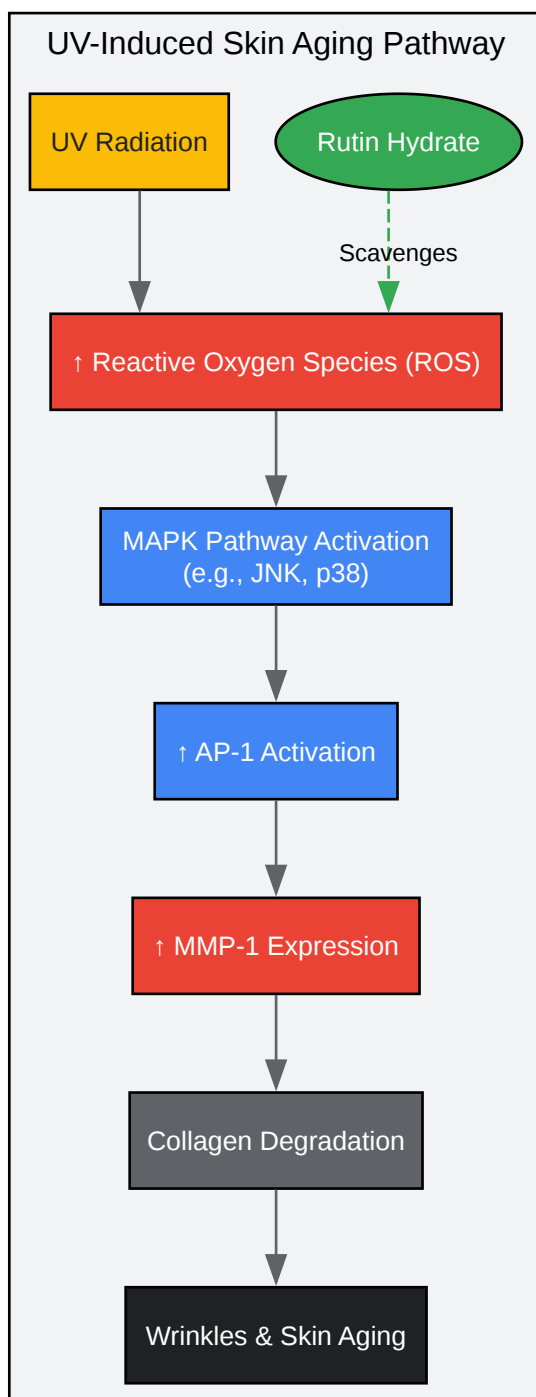 UV-Induced Skin Aging Pathway
UV Radiation
Rutin Hydrate
Scavenges
↑ Reactive Oxygen Species (ROS)
MAPK Pathway Activation
(e.g., JNK, p38)
↑ AP-1 Activation
↑ MMP-1 Expression
Collagen Degradation
Wrinkles & Skin Aging